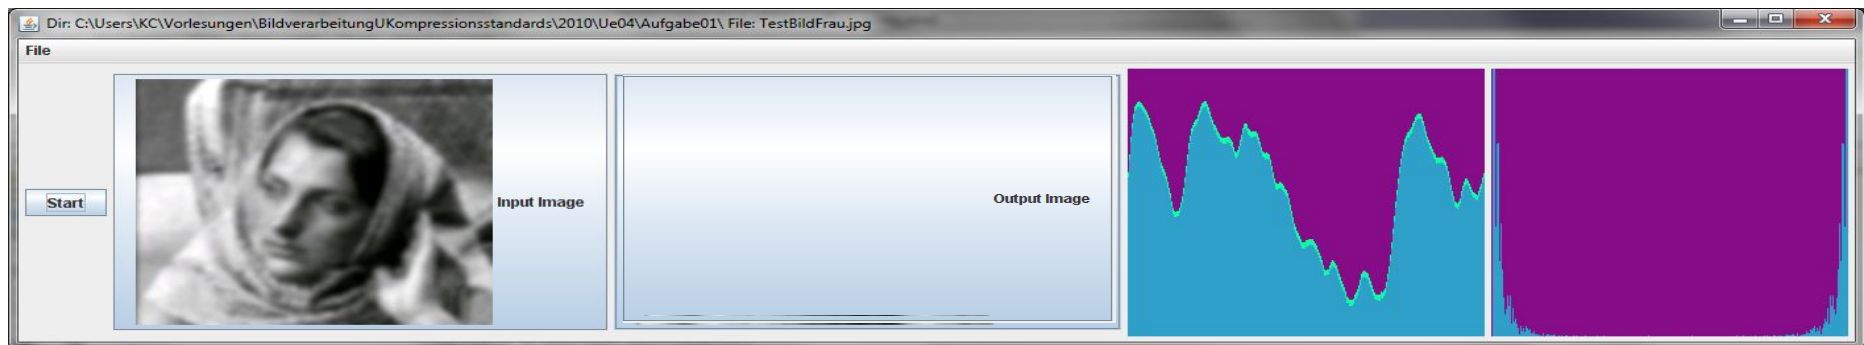 Dir: C:\Users\KC\Vorlesungen\BildverarbeitungUKompressionsstandards\2010\Ue04\Aufgabe01\ File: TestBildFrau.jpg
File
Start
Input Image
Output Image